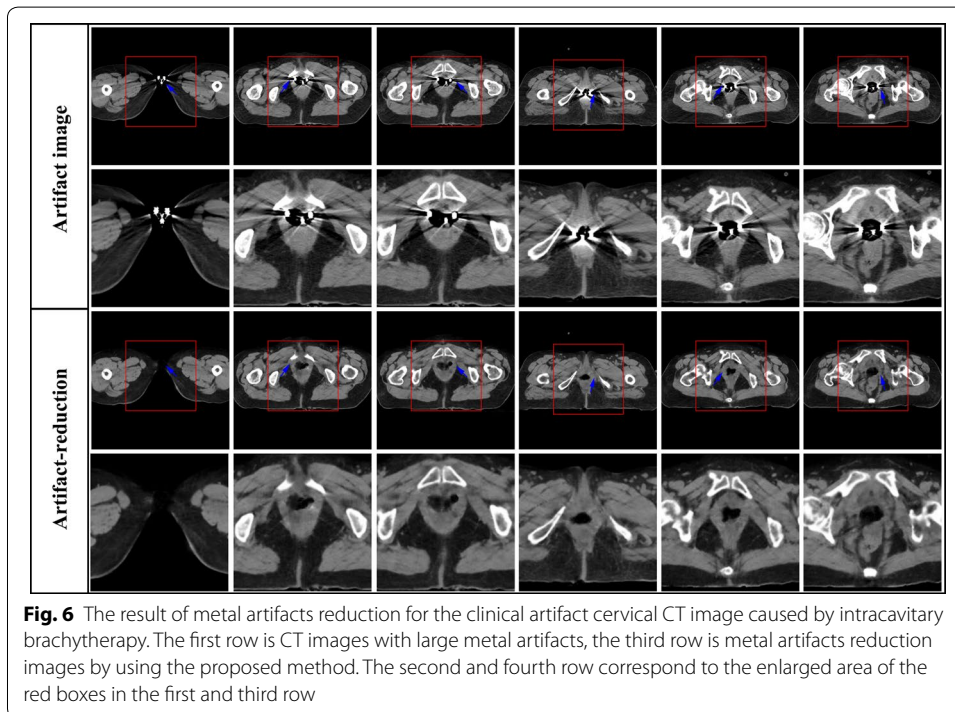 Artifact image
Artifact-reduction
Fig. 6 The result of metal artifacts reduction for the clinical artifact cervical CT image caused by intracavitary
brachytherapy. The first row is CT images with large metal artifacts, the third row is metal artifacts reduction
images by using the proposed method. The second and fourth row correspond to the enlarged area of the
red boxes in the first and third row